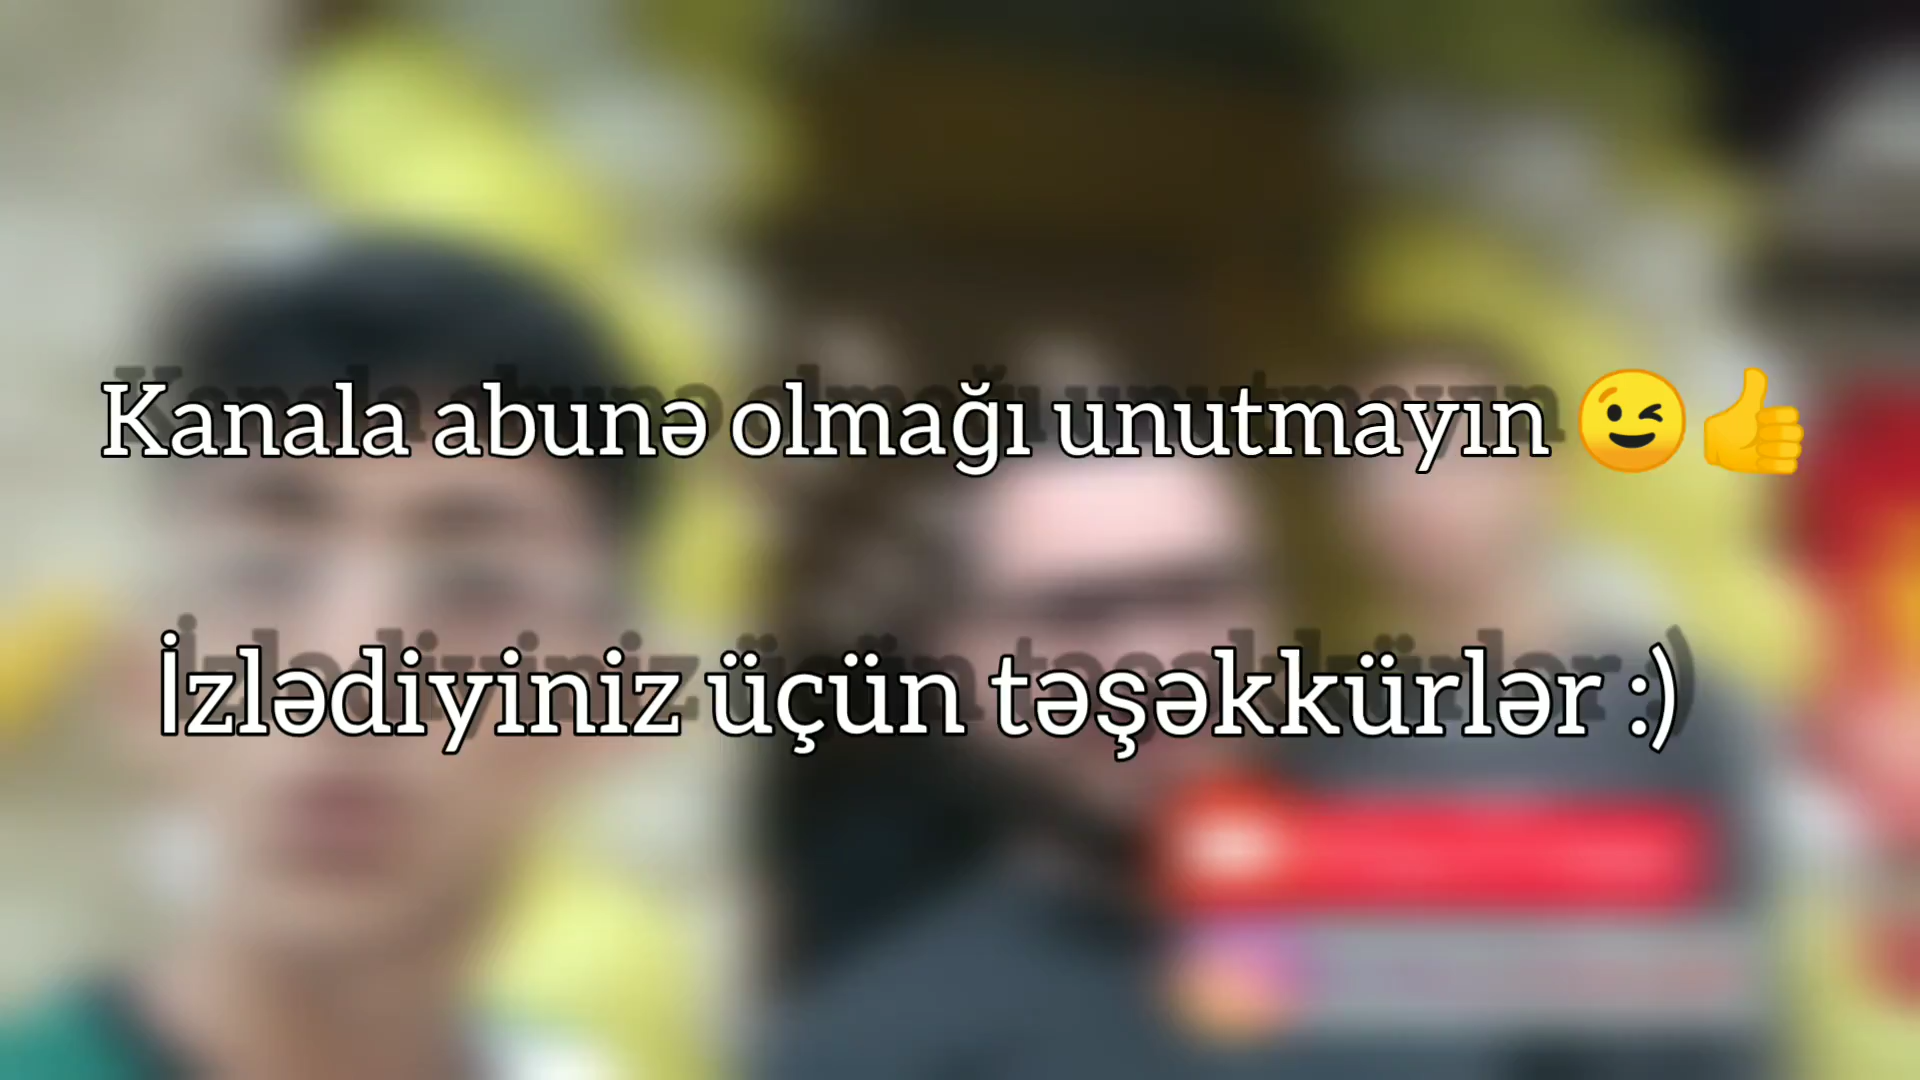 Kanala abunə olmağı unutmayın 😉👍
İzlədiyiniz üçün təşəkkürlər :)